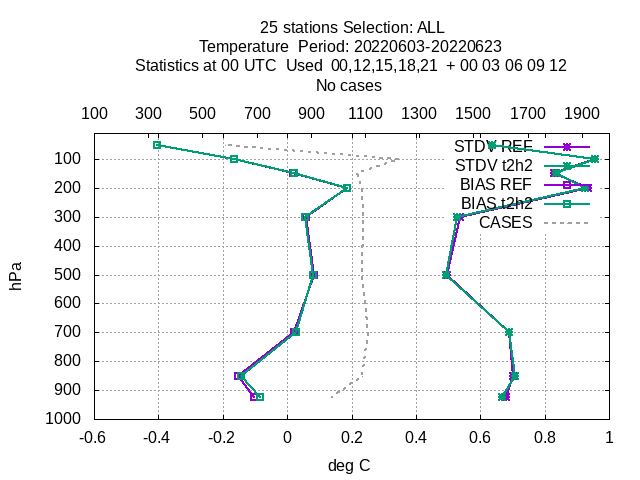 25 stations Selection: ALL
Temperature  Period: 20220603-20220623
Statistics at 00 UTC  Used  00,12,15,18,21  + 00 03 06 09 12
No cases
100 300 500 700 900 1100 1300 1500 1700 1900
STDV REF
STDV t2h2
BIAS REF
BIAS t2h2
CASES
100
200
300
400
500
600
700
800
900
1000
hPa
-0.6 -0.4 -0.2 0 0.2 0.4 0.6 0.8 1
deg C